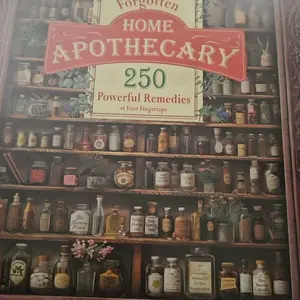 Forgotten
HOME
APOTHECARY
250
Powerful Remedies
at Your Fingertips